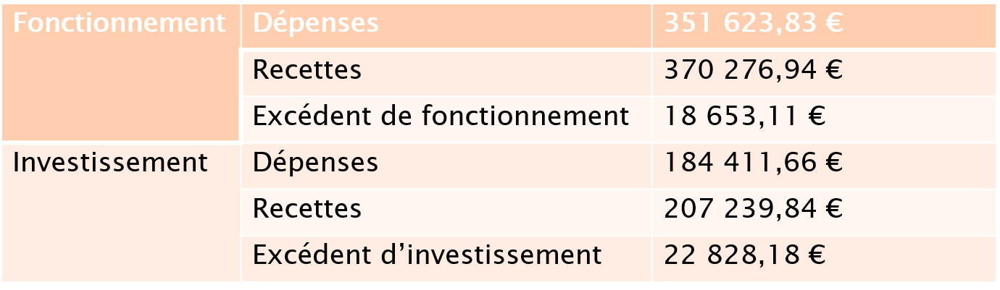 Fonctionnement Dépenses 351 623,83 €
Recettes 370 276,94 €
Excédent de fonctionnement 18 653,11 €
Investissement Dépenses 184 411,66 €
Recettes 207 239,84 €
Excédent d’investissement 22 828,18 €